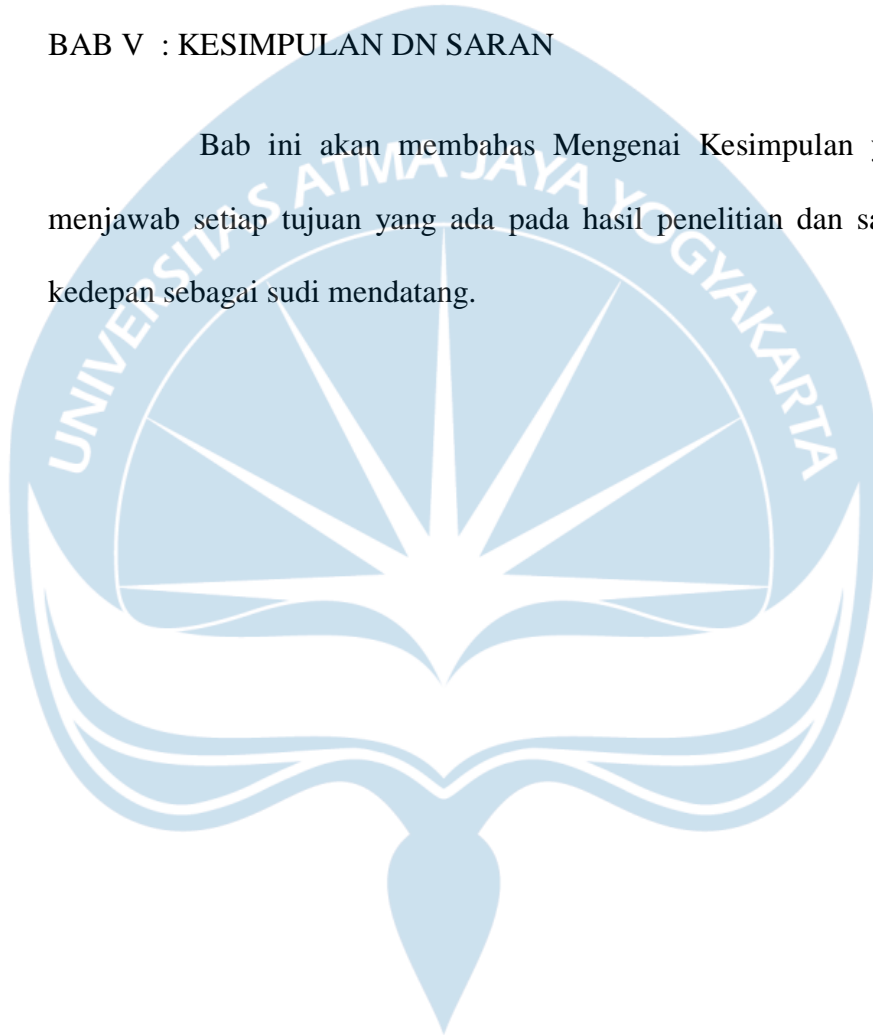 BAB V : KESIMPULAN DN SARAN
Bab ini akan membahas Mengenai Kesimpulan
menjawab setiap tujuan yang ada pada hasil penelitian dan
kedepan sebagai sudi mendatang.
UNIVERSITAS ATMA JAYA YOGYAKARTA